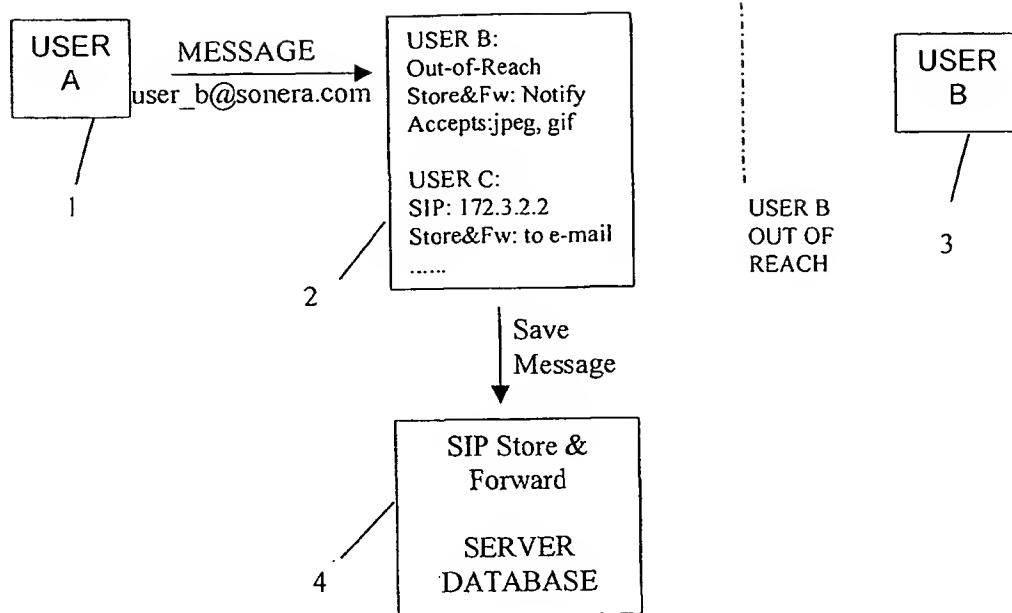 USER
A
1
MESSAGE
user_b@sonera.com
USER B:
Out-of-Reach
Store&Fw: Notify
Accepts:jpeg, gif
USER C:
SIP: 172.3.2.2
Store&Fw: to e-mail
......
2
USER B
OUT OF
REACH
USER
B
3
Save
Message
SIP Store &
Forward
SERVER
DATABASE
4